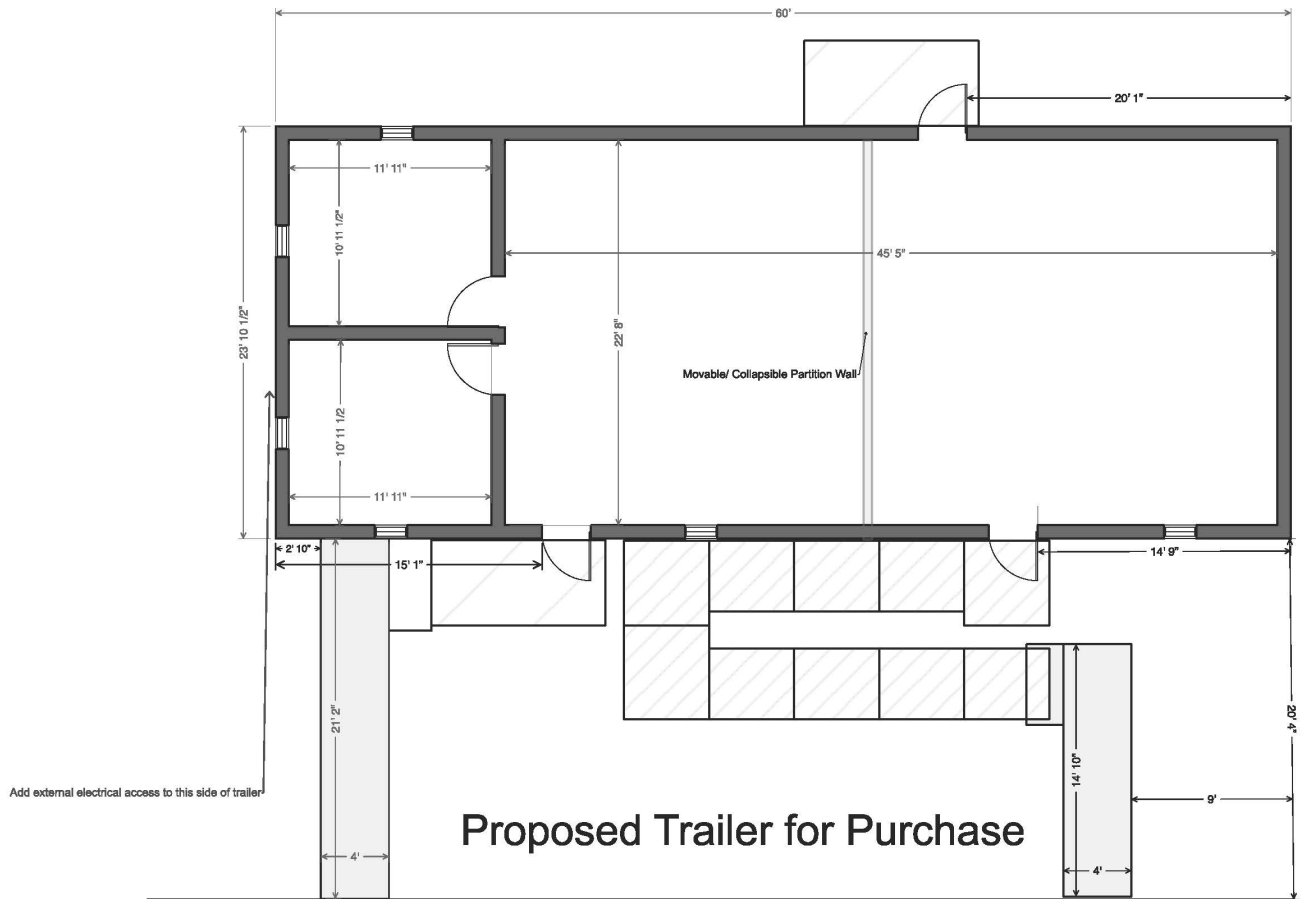 60'
20' 1"
11' 11"
10' 11 1/2"
45' 5"
23' 10 1/2"
22' 8"
Movable/ Collapsible Partition Wall
10' 11 1/2
11' 11"
2' 10"
15' 1"
14' 9"
21' 2"
20' 4"
14' 10"
Add external electrical access to this side of trailer
9'
Proposed Trailer for Purchase
4'
4'